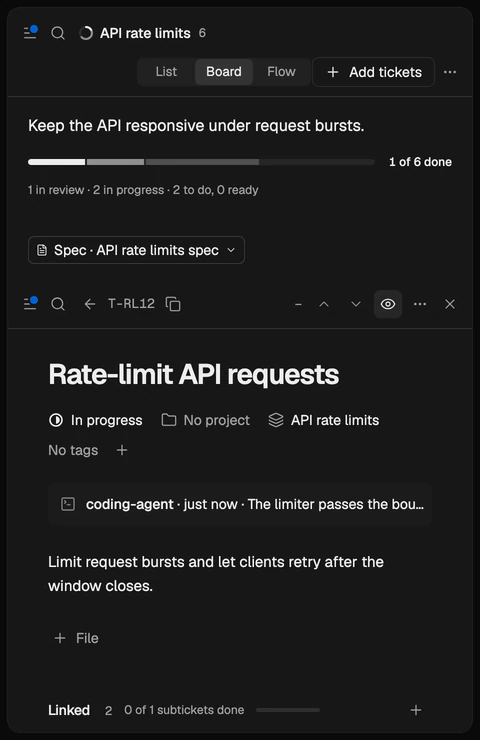 API rate limits 6
List Board Flow + Add tickets ...
Keep the API responsive under request bursts.
1 of 6 done
1 in review · 2 in progress · 2 to do, 0 ready
Spec · API rate limits spec
T-RL12
Rate-limit API requests
In progress No project API rate limits
No tags +
coding-agent · just now · The limiter passes the bou...
Limit request bursts and let clients retry after the
window closes.
+ File
Linked 2 0 of 1 subtickets done +